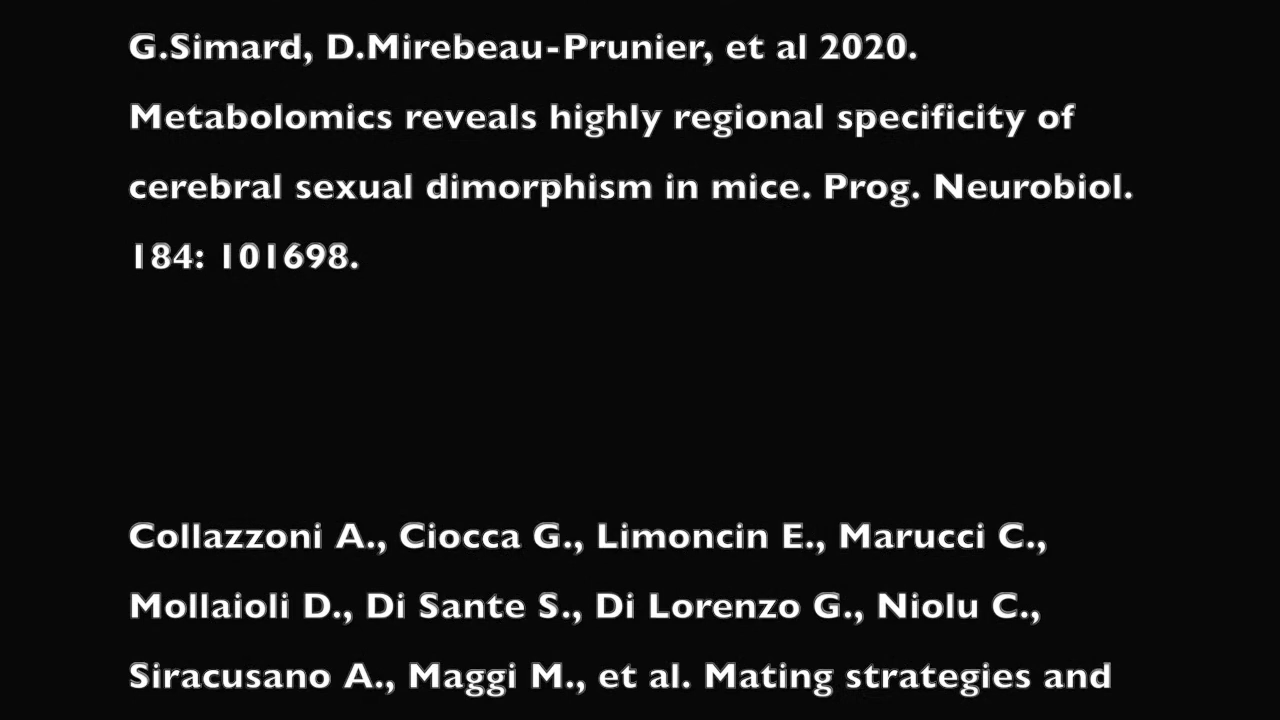 G.Simard, D.Mirebeau-Prunier, et al 2020.
Metabolomics reveals highly regional specificity of
cerebral sexual dimorphism in mice. Prog. Neurobiol.
184: 101698.
Collazzoni A., Ciocca G., Limoncin E., Marucci C.,
Mollaioli D., Di Sante S., Di Lorenzo G., Niolu C.,
Siracusano A., Maggi M., et al. Mating strategies and